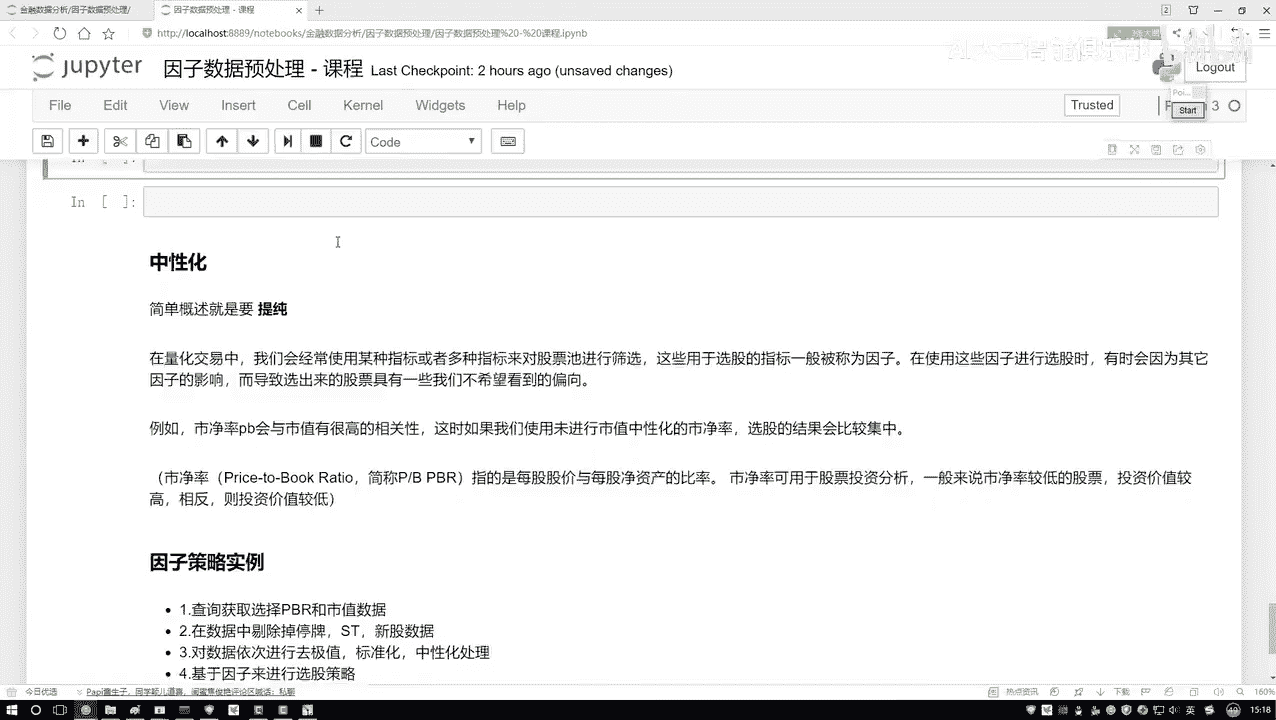 金融数据分析/因子数据预处理/
因子数据预处理 - 课程
http://localhost:8889/notebooks/金融数据分析/因子数据预处理/因子数据预处理%20-%20课程.ipynb
jupyter 因子数据预处理 - 课程 Last Checkpoint: 2 hours ago (unsaved changes)
Logout
File Edit View Insert Cell Kernel Widgets Help
Trusted
3
Start
Code
In [ ]:
In [ ]:
中性化
简单概述就是要 提纯
在量化交易中，我们会经常使用某种指标或者多种指标来对股票池进行筛选，这些用于选股的指标一般被称为因子。在使用这些因子进行选股时，有时会因为其它
因子的影响，而导致选出来的股票具有一些我们不希望看到的偏向。
例如，市净率pb会与市值有很高的相关性，这时如果我们使用未进行市值中性化的市净率，选股的结果会比较集中。
（市净率（Price-to-Book Ratio，简称P/B PBR）指的是每股股价与每股净资产的比率。 市净率可用于股票投资分析，一般来说市净率较低的股票，投资价值较
高，相反，则投资价值较低）
因子策略实例
1.查询获取选择PBR和市值数据
2.在数据中剔除掉停牌，ST，新股数据
3.对数据依次进行去极值，标准化，中性化处理
4.基于因子来进行选股策略
今日优选
热点资讯
下载
160%
英
15:18